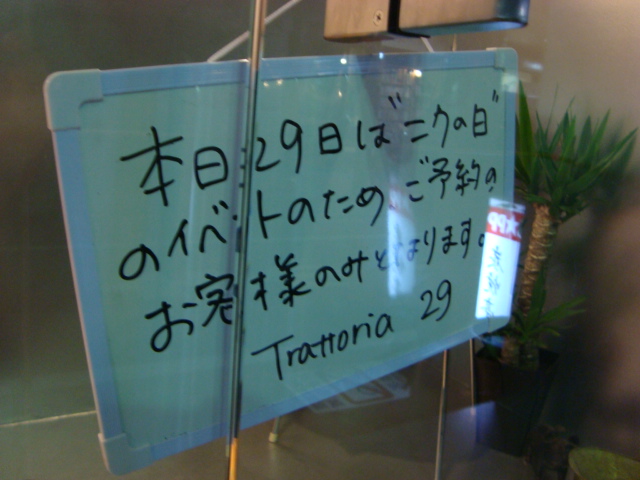 本日29日は"ニクの日"
のイベントのためご予約の
お客様のみとなります。
Trattoria 29